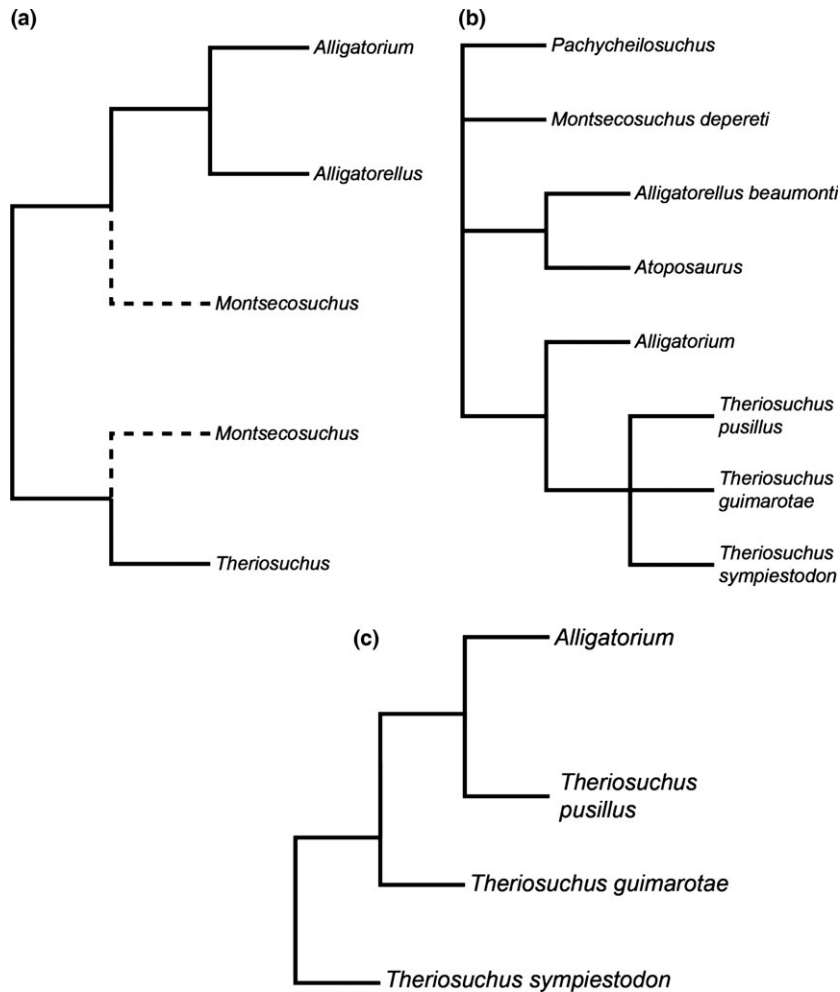 (a)
Alligatorium
Alligatorellus
Montsecosuchus
Montsecosuchus
Theriosuchus
(b)
Pachycheilosuchus
Montsecosuchus depereti
Alligatorellus beaumonti
Atoposaurus
Alligatorium
Theriosuchus
pusillus
Theriosuchus
guimarotae
Theriosuchus
sympiestodon
(c)
Alligatorium
Theriosuchus
pusillus
Theriosuchus guimarotae
Theriosuchus sympiestodon